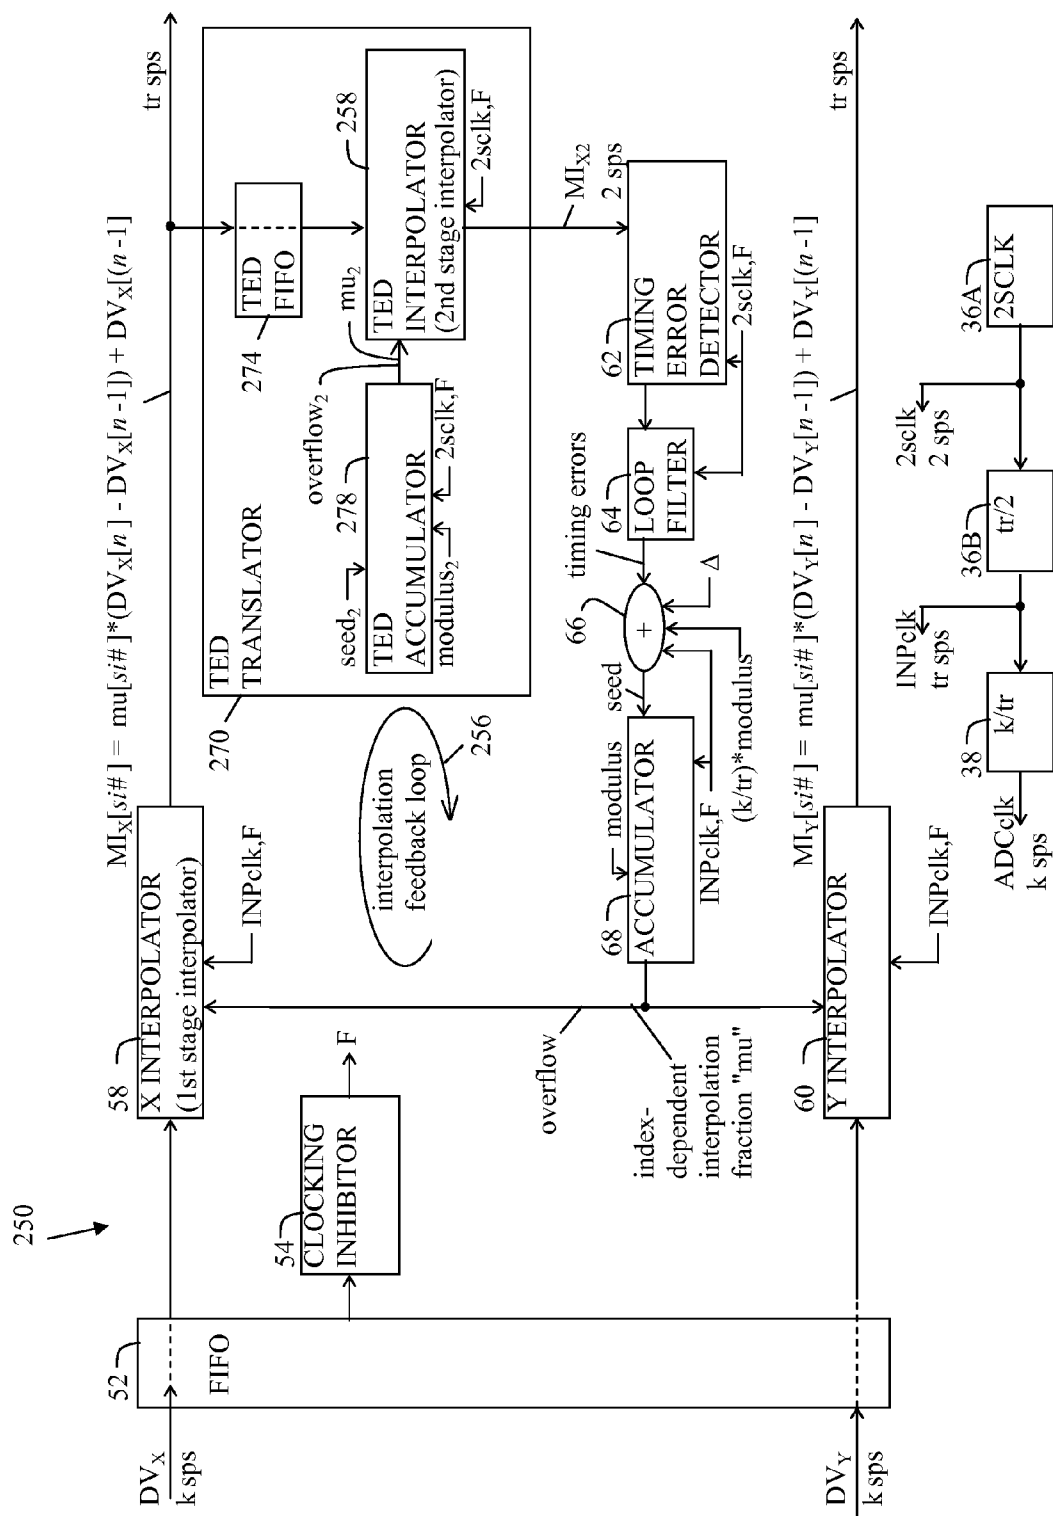 250
DV_X
k sps
52
FIFO
DV_Y
k sps
54
CLOCKING
INHIBITOR
F
58
X INTERPOLATOR
(1st stage interpolator)
INPclk,F
MI_X[si#] = mu[si#]*(DV_X[n] - DV_X[n-1]) + DV_X[(n-1]
tr sps
overflow
index-
dependent
interpolation
fraction "mu"
interpolation
feedback loop
256
270
TED
TRANSLATOR
274
TED
FIFO
seed_2
278
TED
ACCUMULATOR
modulus_2
2sclk,F
overflow_2
mu_2
258
TED
INTERPOLATOR
(2nd stage interpolator)
2sclk,F
MI_X2
2 sps
62
TIMING
ERROR
DETECTOR
2sclk,F
64
LOOP
FILTER
timing errors
66
+
Δ
seed
modulus
68
ACCUMULATOR
INPclk,F
(k/tr)*modulus
60
Y INTERPOLATOR
INPclk,F
MI_Y[si#] = mu[si#]*(DV_Y[n] - DV_Y[n-1]) + DV_Y[(n-1]
tr sps
ADCclk
k sps
38
k/tr
INPclk
tr sps
36B
tr/2
2sclk
2 sps
36A
2SCLK